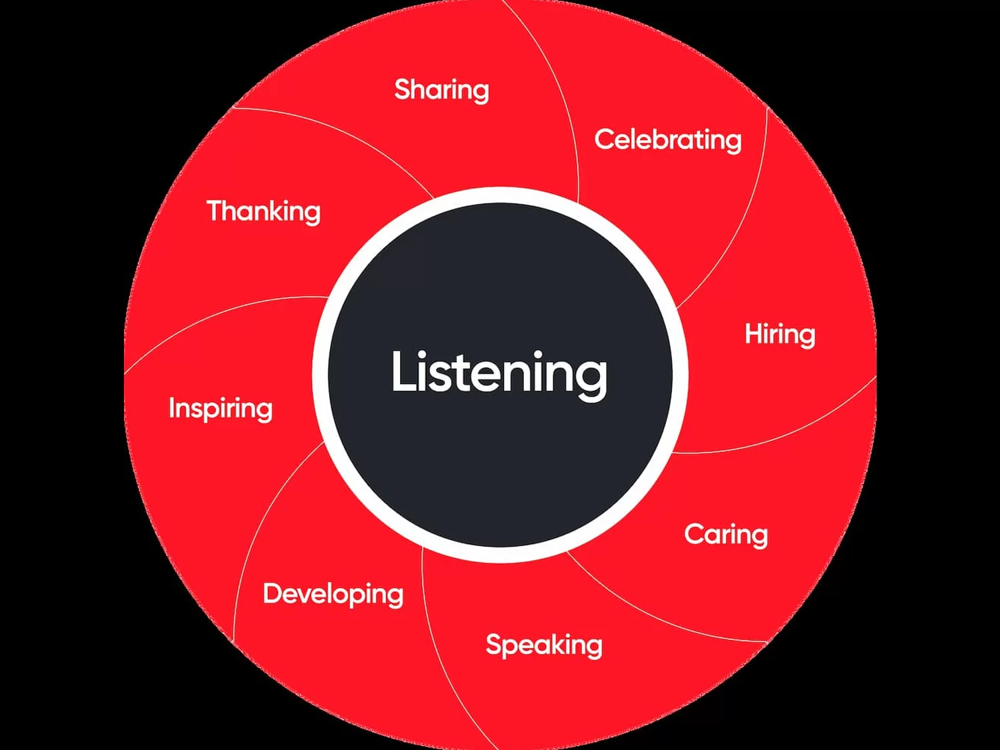 Sharing
Celebrating
Thanking
Hiring
Listening
Inspiring
Caring
Developing
Speaking